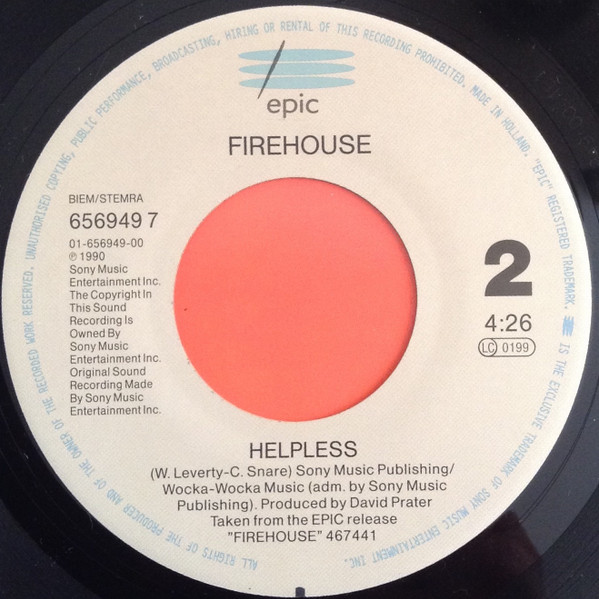 ALL RIGHTS OF THE PRODUCER AND OF THE OWNER OF THE RECORDED WORK RESERVED. UNAUTHORISED COPYING, PUBLIC PERFORMANCE, BROADCASTING, HIRING OR RENTAL OF THIS RECORDING PROHIBITED. MADE IN HOLLAND. "EPIC" REGISTERED TRADEMARK. IS THE EXCLUSIVE TRADEMARK OF SONY MUSIC ENTERTAINMENT INC.
epic
FIREHOUSE
BIEM/STEMRA
656949 7
01-656949-00
℗ 1990
Sony Music
Entertainment Inc.
The Copyright In
This Sound
Recording Is
Owned By
Sony Music
Entertainment Inc.
Original Sound
Recording Made
By Sony Music
Entertainment Inc.
2
4:26
LC 0199
HELPLESS
(W. Leverty-C. Snare) Sony Music Publishing/
Wocka-Wocka Music (adm. by Sony Music
Publishing). Produced by David Prater
Taken from the EPIC release
"FIREHOUSE" 467441